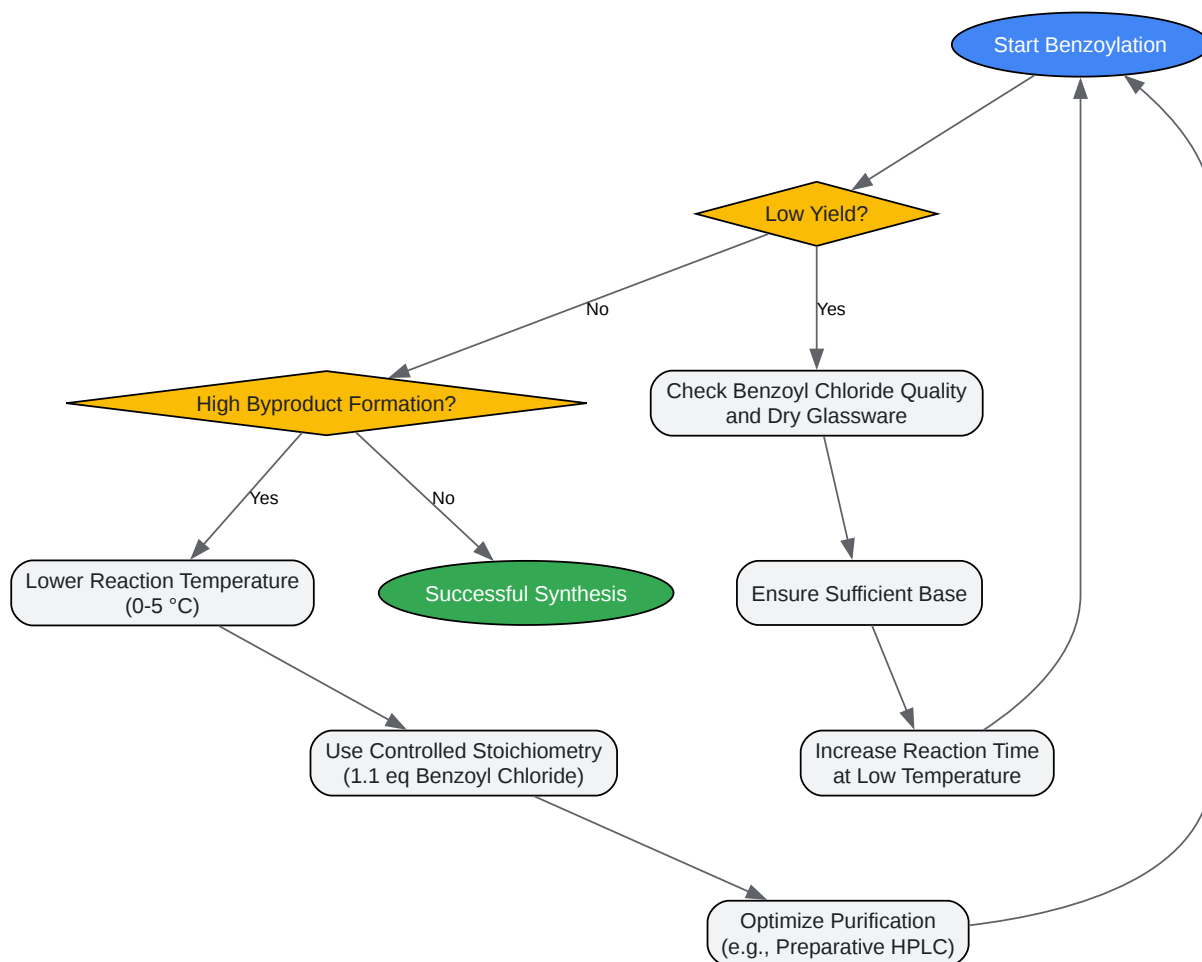 Start Benzoylation
Low Yield?
No
Yes
High Byproduct Formation?
Check Benzoyl Chloride Quality
and Dry Glassware
Yes
No
Lower Reaction Temperature
(0-5 °C)
Successful Synthesis
Ensure Sufficient Base
Use Controlled Stoichiometry
(1.1 eq Benzoyl Chloride)
Increase Reaction Time
at Low Temperature
Optimize Purification
(e.g., Preparative HPLC)